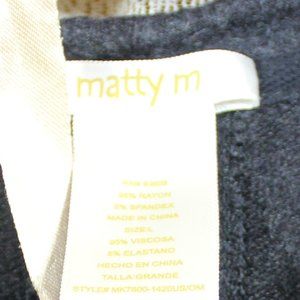 matty m
95% RAYON
5% SPANDEX
MADE IN CHINA
SIZE:L
95% VISCOSA
5% ELASTANO
HECHO EN CHINA
TALLA:GRANDE